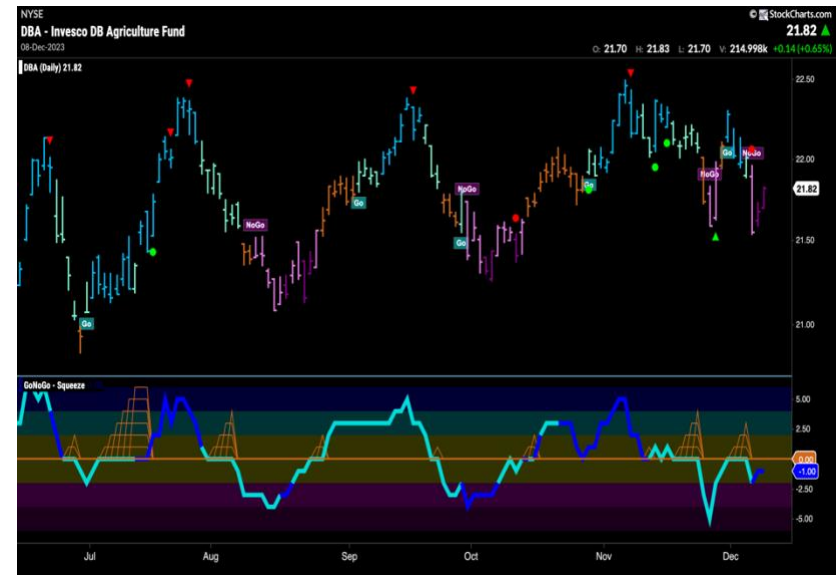 NYSE © StockCharts.com
DBA - Invesco DB Agriculture Fund 21.82
08-Dec-2023 O: 21.70 H: 21.83 L: 21.70 V: 214.998k +0.14 (+0.65%)
DBA (Daily) 21.82
22.50
22.00
21.82
21.50
21.00
Go
NoGo
Go
NoGo
Go
Go
NoGo
Go
NoGo
GoNoGo - Squeeze
5.00
2.50
0.00
-1.00
-2.50
-5.00
Jul Aug Sep Oct Nov Dec